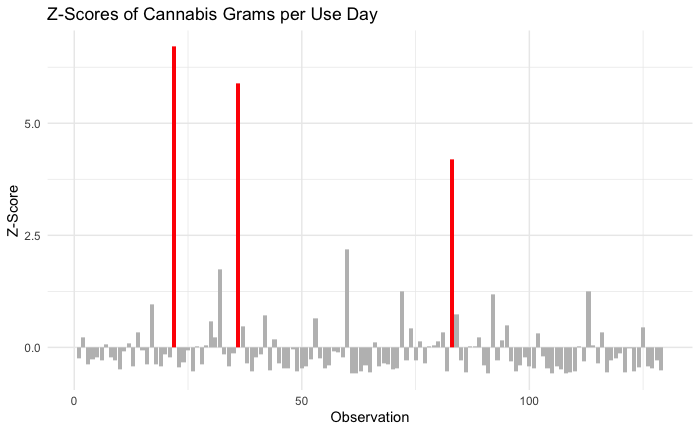 Z-Scores of Cannabis Grams per Use Day
Z-Score
5.0
2.5
0.0
0
50
100
Observation